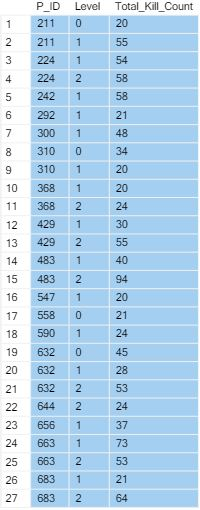 P_ID Level Total_Kill_Count
1 211 0 20
2 211 1 55
3 224 1 54
4 224 2 58
5 242 1 58
6 292 1 21
7 300 1 48
8 310 0 34
9 310 1 20
10 368 1 20
11 368 2 24
12 429 1 30
13 429 2 55
14 483 1 40
15 483 2 94
16 547 1 20
17 558 0 21
18 590 1 24
19 632 0 45
20 632 1 28
21 632 2 53
22 644 2 24
23 656 1 37
24 663 1 73
25 663 2 53
26 683 1 21
27 683 2 64